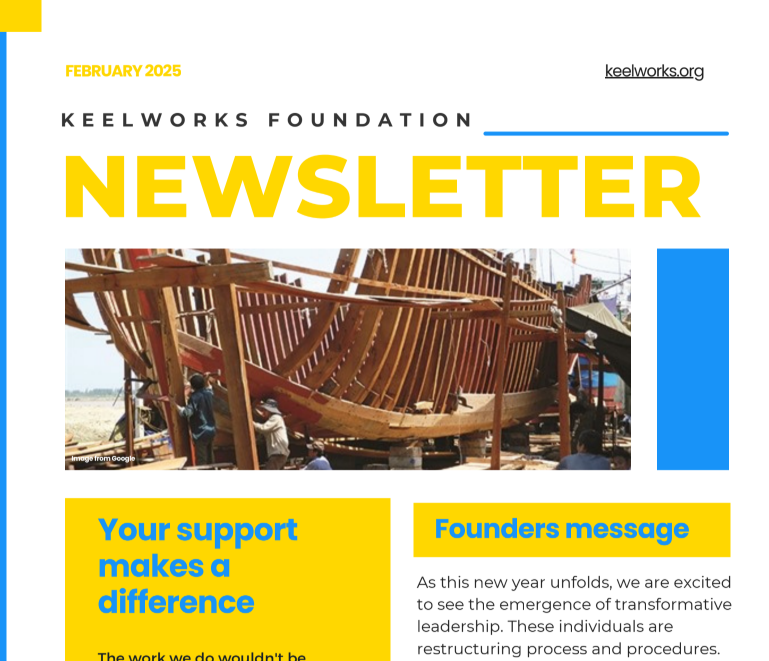 FEBRUARY 2025
keelworks.org
KEELWORKS FOUNDATION
NEWSLETTER
Image from Google
Your support
makes a
difference
The work we do wouldn't be
Founders message
As this new year unfolds, we are excited
to see the emergence of transformative
leadership. These individuals are
restructuring process and procedures.